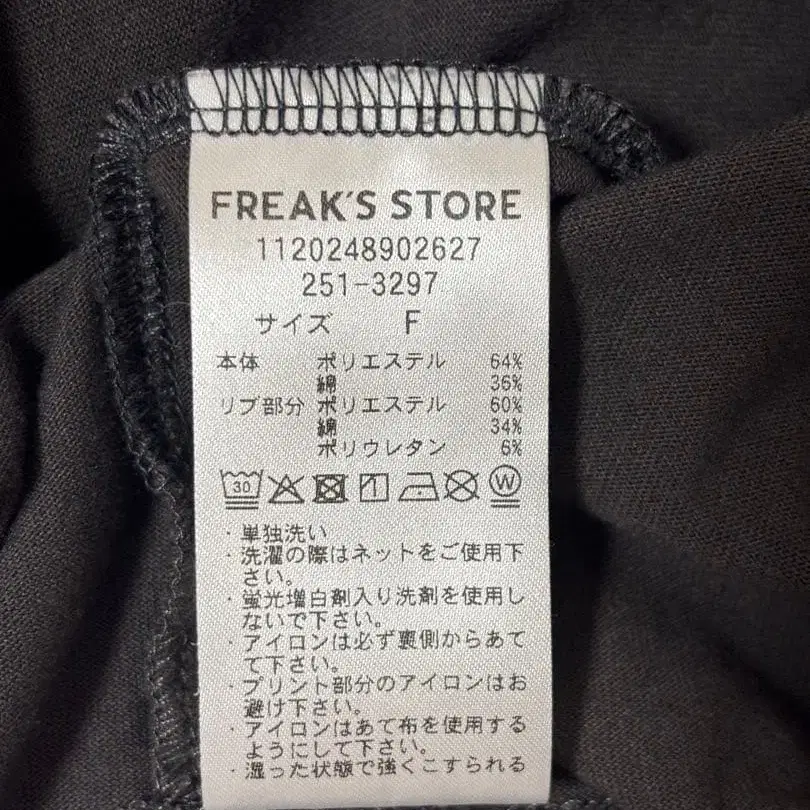 FREAK'S STORE
1120248902627
251-3297
サイズ F
本体 ポリエステル 64%
綿 36%
リブ部分 ポリエステル 60%
綿 34%
ポリウレタン 6%
30 W
・単独洗い
・洗濯の際はネットをご使用下
さい。
・蛍光増白剤入り洗剤を使用し
ないで下さい。
・アイロンは必ず裏側からあて
て下さい。
・プリント部分のアイロンはお
避け下さい。
・アイロンはあて布を使用する
ようにして下さい。
・湿った状態で強くこすられる